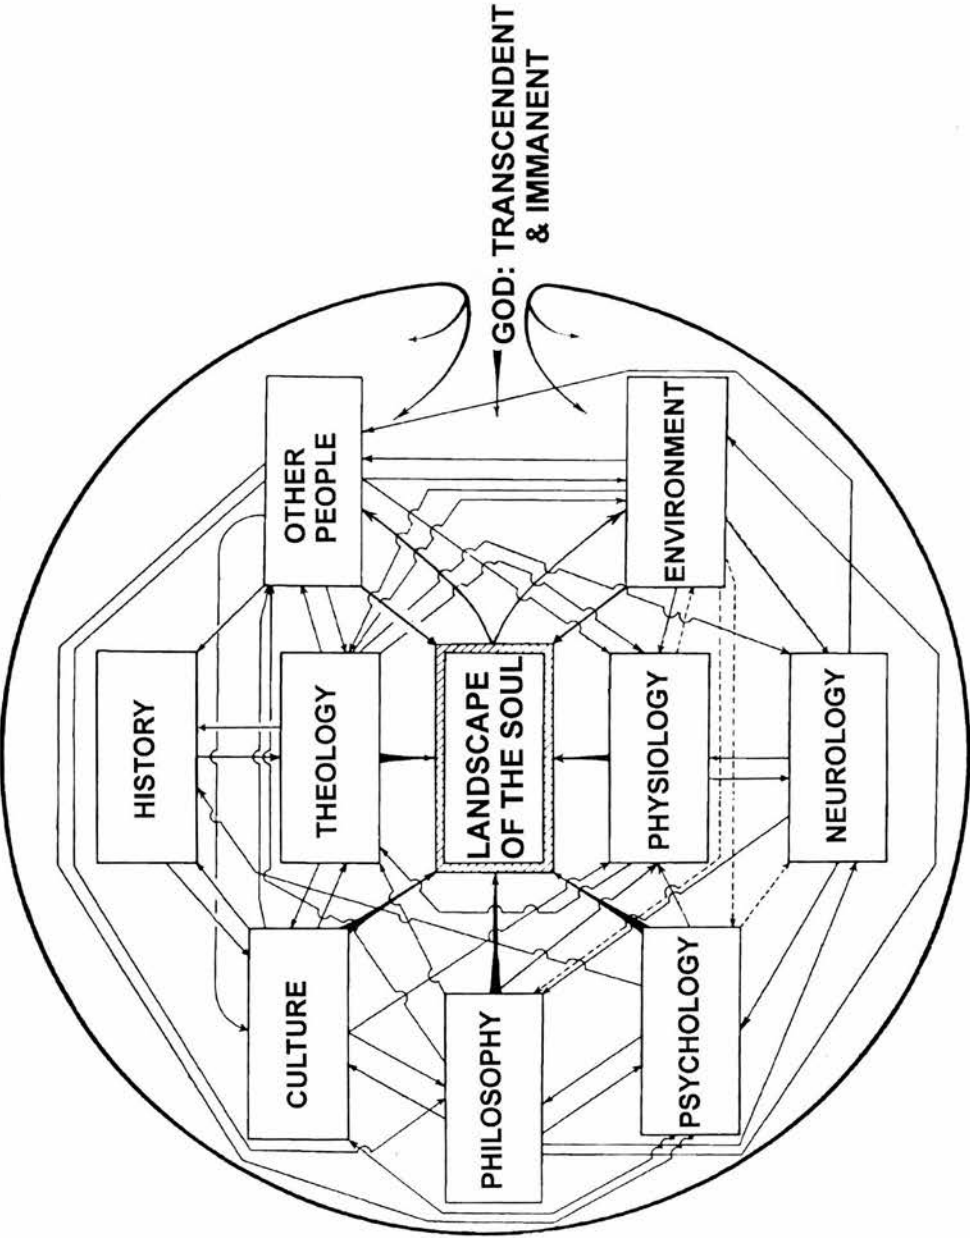 HISTORY
CULTURE
THEOLOGY
OTHER
PEOPLE
PHILOSOPHY
LANDSCAPE
OF THE SOUL
GOD: TRANSCENDENT
& IMMANENT
PSYCHOLOGY
PHYSIOLOGY
ENVIRONMENT
NEUROLOGY